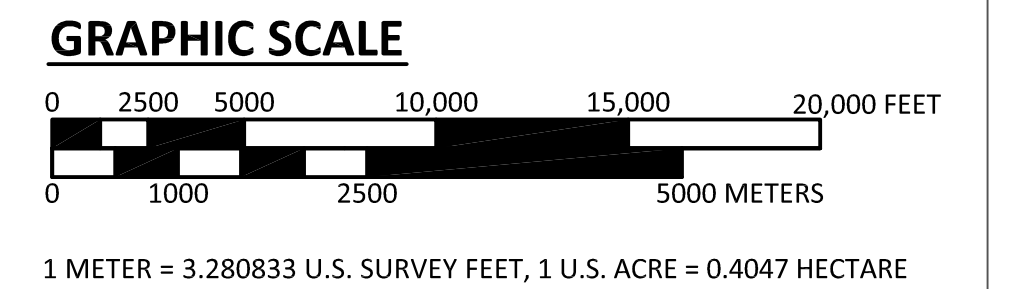 GRAPHIC SCALE
0 2500 5000 10,000 15,000 20,000 FEET
0 1000 2500 5000 METERS
1 METER = 3.280833 U.S. SURVEY FEET, 1 U.S. ACRE = 0.4047 HECTARE